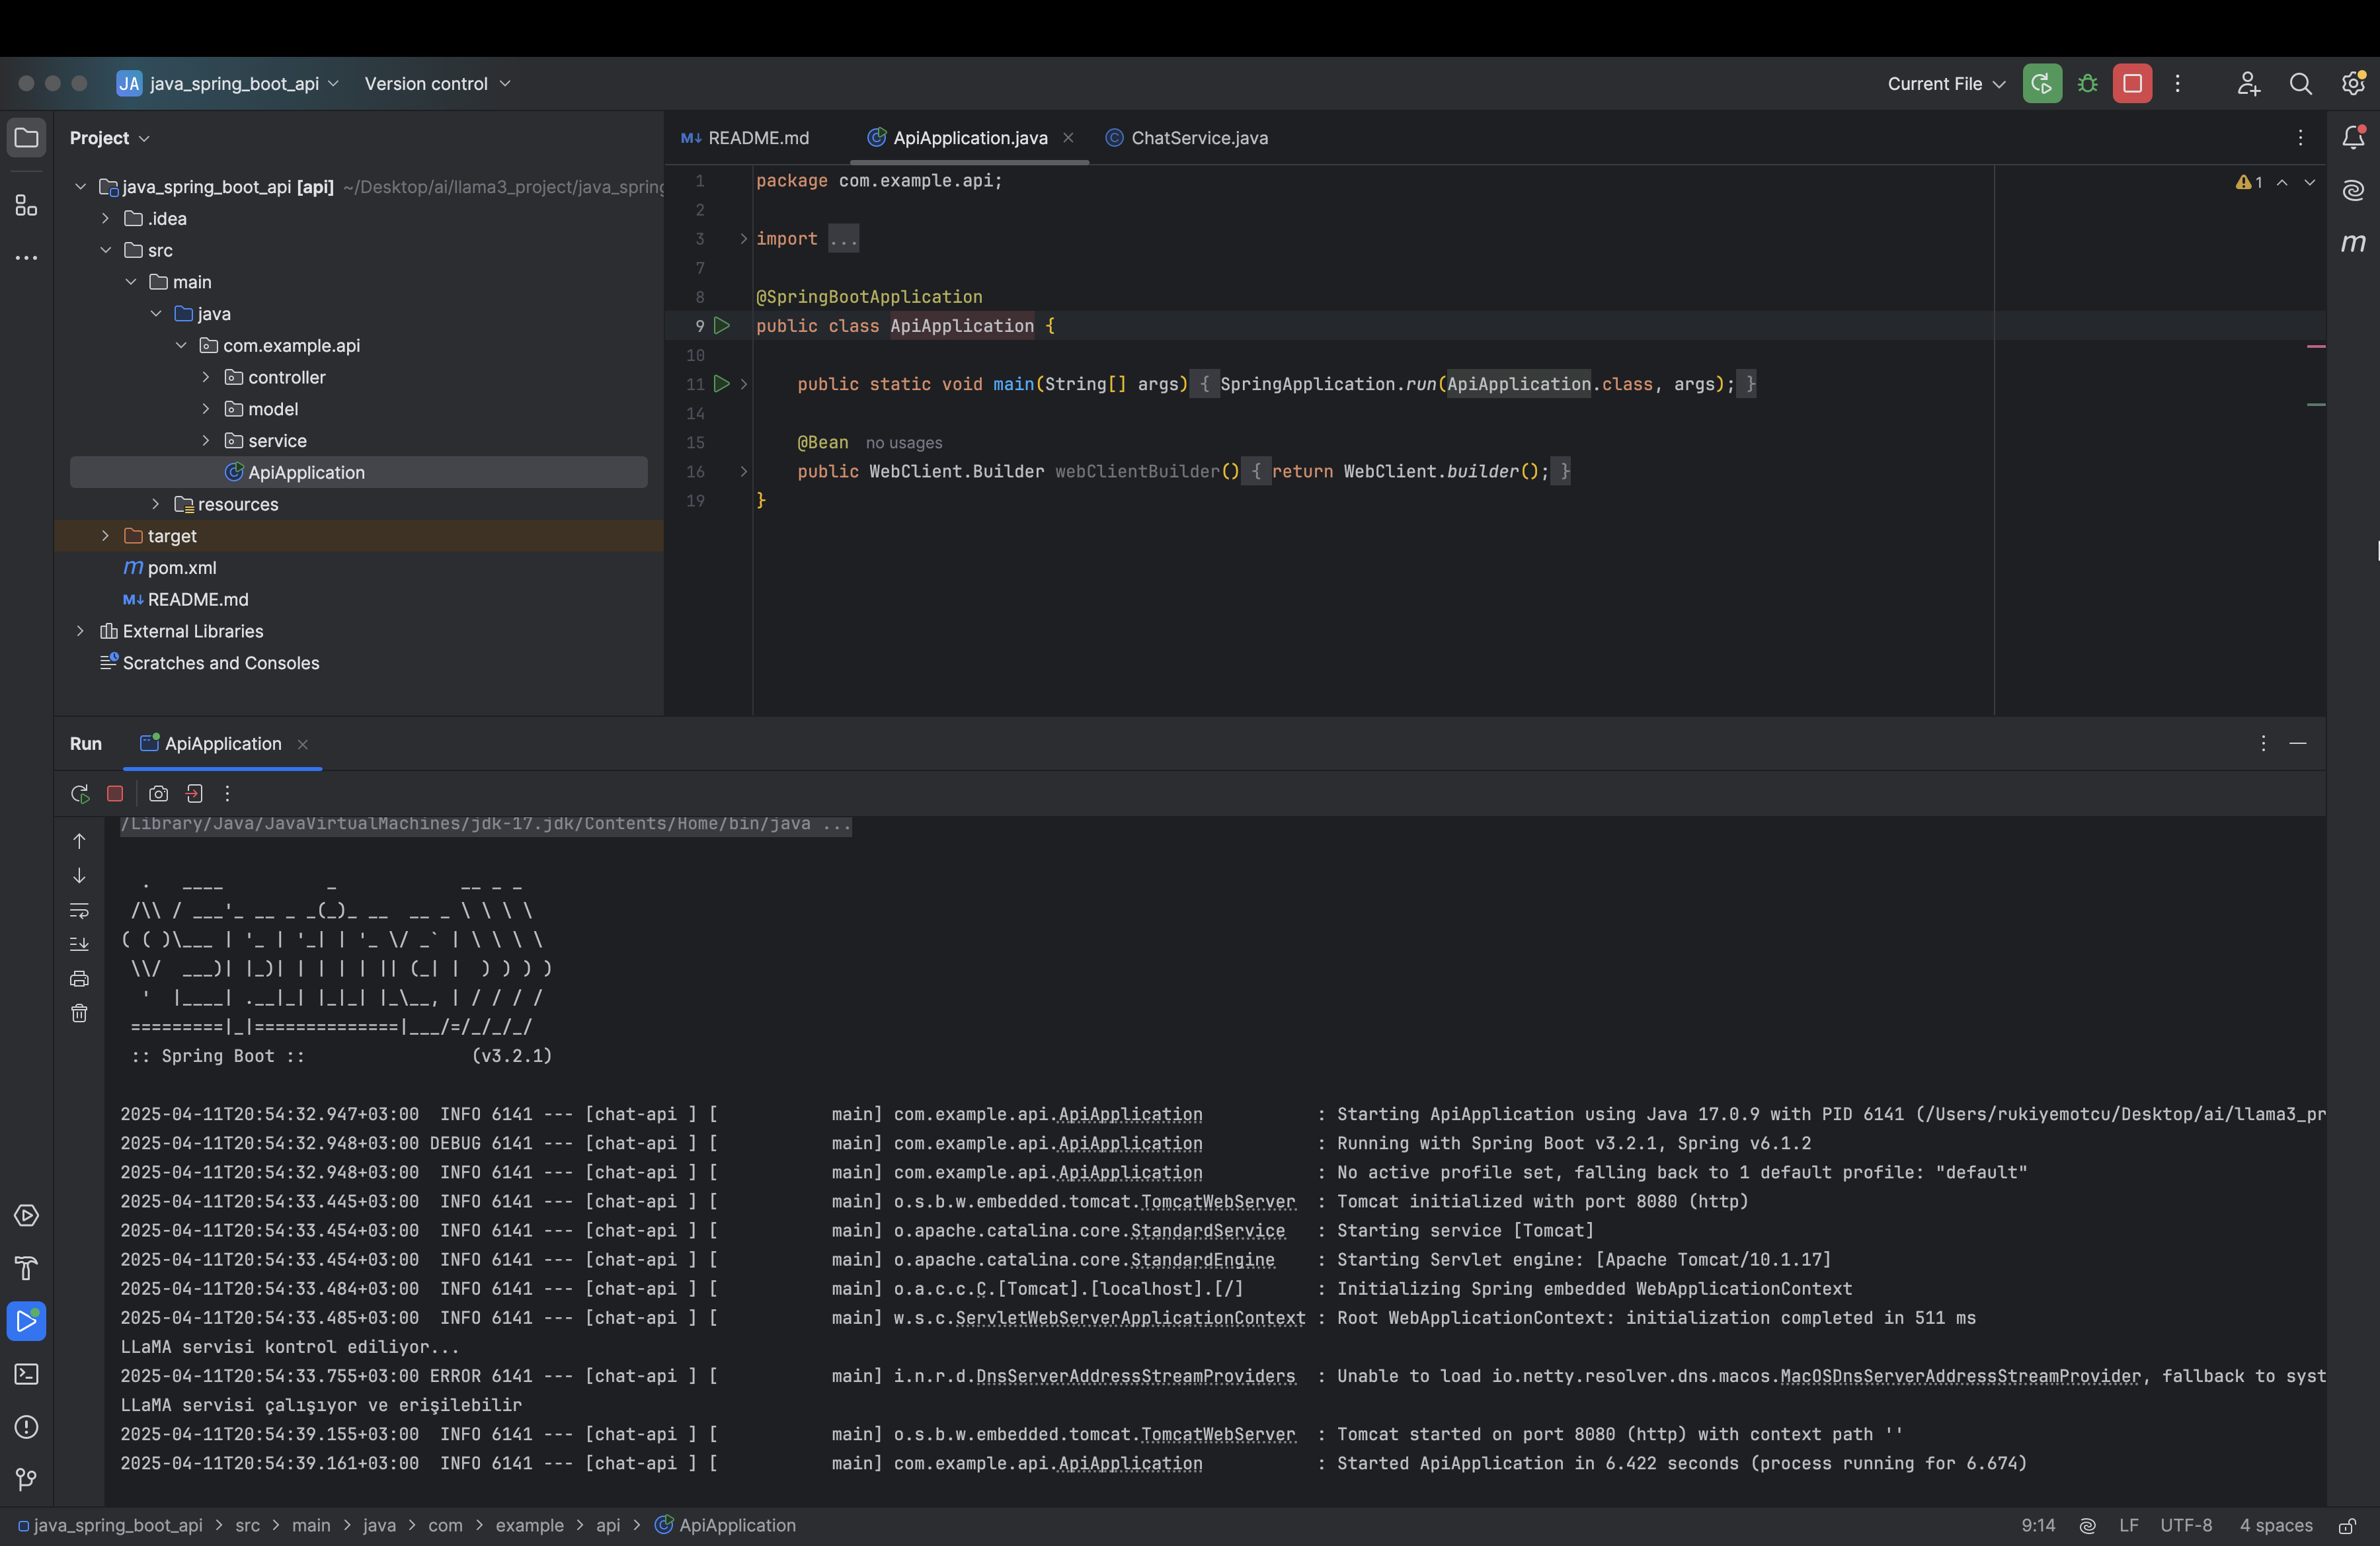 JA java_spring_boot_api Version control Current File
Project
README.md ApiApplication.java ChatService.java
java_spring_boot_api [api] ~/Desktop/ai/llama3_project/java_spring
.idea
src
main
java
com.example.api
controller
model
service
ApiApplication
resources
target
pom.xml
README.md
External Libraries
Scratches and Consoles
1 package com.example.api;
2
3 import ...
7
8 @SpringBootApplication
9 public class ApiApplication {
10
11 public static void main(String[] args) { SpringApplication.run(ApiApplication.class, args); }
14
15 @Bean no usages
16 public WebClient.Builder webClientBuilder() { return WebClient.builder(); }
19 }
1
Run ApiApplication
/Library/Java/JavaVirtualMachines/jdk-17.jdk/Contents/Home/bin/java ...
  .   ____          _            __ _ _
 /\\ / ___'_ __ _ _(_)_ __  __ _ \ \ \ \
( ( )\___ | '_ | '_| | '_ \/ _` | \ \ \ \
 \\/  ___)| |_)| | | | | || (_| |  ) ) ) )
  '  |____| .__|_| |_|_| |_\__, | / / / /
 =========|_|==============|___/=/_/_/_/
:: Spring Boot :: (v3.2.1)
2025-04-11T20:54:32.947+03:00 INFO 6141 --- [chat-api ] [ main] com.example.api.ApiApplication : Starting ApiApplication using Java 17.0.9 with PID 6141 (/Users/rukiyemotcu/Desktop/ai/llama3_pr
2025-04-11T20:54:32.948+03:00 DEBUG 6141 --- [chat-api ] [ main] com.example.api.ApiApplication : Running with Spring Boot v3.2.1, Spring v6.1.2
2025-04-11T20:54:32.948+03:00 INFO 6141 --- [chat-api ] [ main] com.example.api.ApiApplication : No active profile set, falling back to 1 default profile: "default"
2025-04-11T20:54:33.445+03:00 INFO 6141 --- [chat-api ] [ main] o.s.b.w.embedded.tomcat.TomcatWebServer : Tomcat initialized with port 8080 (http)
2025-04-11T20:54:33.454+03:00 INFO 6141 --- [chat-api ] [ main] o.apache.catalina.core.StandardService : Starting service [Tomcat]
2025-04-11T20:54:33.454+03:00 INFO 6141 --- [chat-api ] [ main] o.apache.catalina.core.StandardEngine : Starting Servlet engine: [Apache Tomcat/10.1.17]
2025-04-11T20:54:33.484+03:00 INFO 6141 --- [chat-api ] [ main] o.a.c.c.C.[Tomcat].[localhost].[/] : Initializing Spring embedded WebApplicationContext
2025-04-11T20:54:33.485+03:00 INFO 6141 --- [chat-api ] [ main] w.s.c.ServletWebServerApplicationContext : Root WebApplicationContext: initialization completed in 511 ms
LLaMA servisi kontrol ediliyor...
2025-04-11T20:54:33.755+03:00 ERROR 6141 --- [chat-api ] [ main] i.n.r.d.DnsServerAddressStreamProviders : Unable to load io.netty.resolver.dns.macos.MacOSDnsServerAddressStreamProvider, fallback to syst
LLaMA servisi çalışıyor ve erişilebilir
2025-04-11T20:54:39.155+03:00 INFO 6141 --- [chat-api ] [ main] o.s.b.w.embedded.tomcat.TomcatWebServer : Tomcat started on port 8080 (http) with context path ''
2025-04-11T20:54:39.161+03:00 INFO 6141 --- [chat-api ] [ main] com.example.api.ApiApplication : Started ApiApplication in 6.422 seconds (process running for 6.674)
java_spring_boot_api > src > main > java > com > example > api > ApiApplication 9:14 LF UTF-8 4 spaces